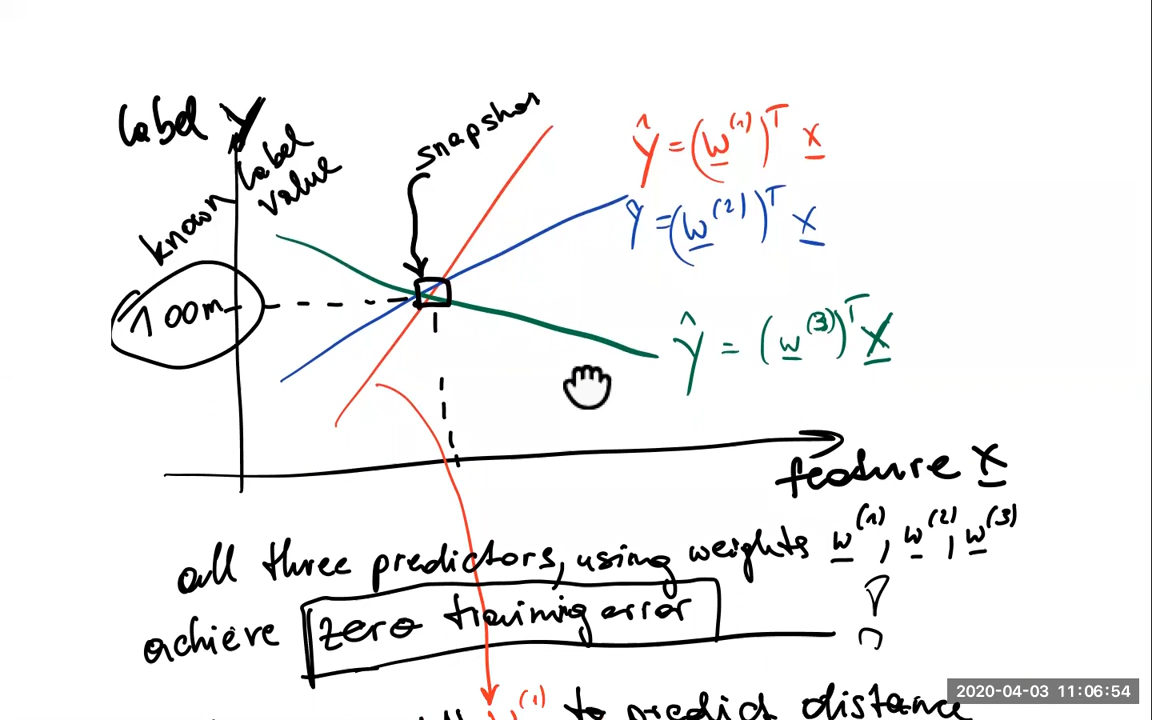 label Y
label
value
known
100m
snapshot
ŷ = (w^(1))^T x
ŷ = (w^(2))^T x
ŷ = (w^(3))^T x
feature x
all three predictors, using weights w^(1), w^(2), w^(3)
achieve zero training error !
w^(1) to predict distance
2020-04-03 11:06:54